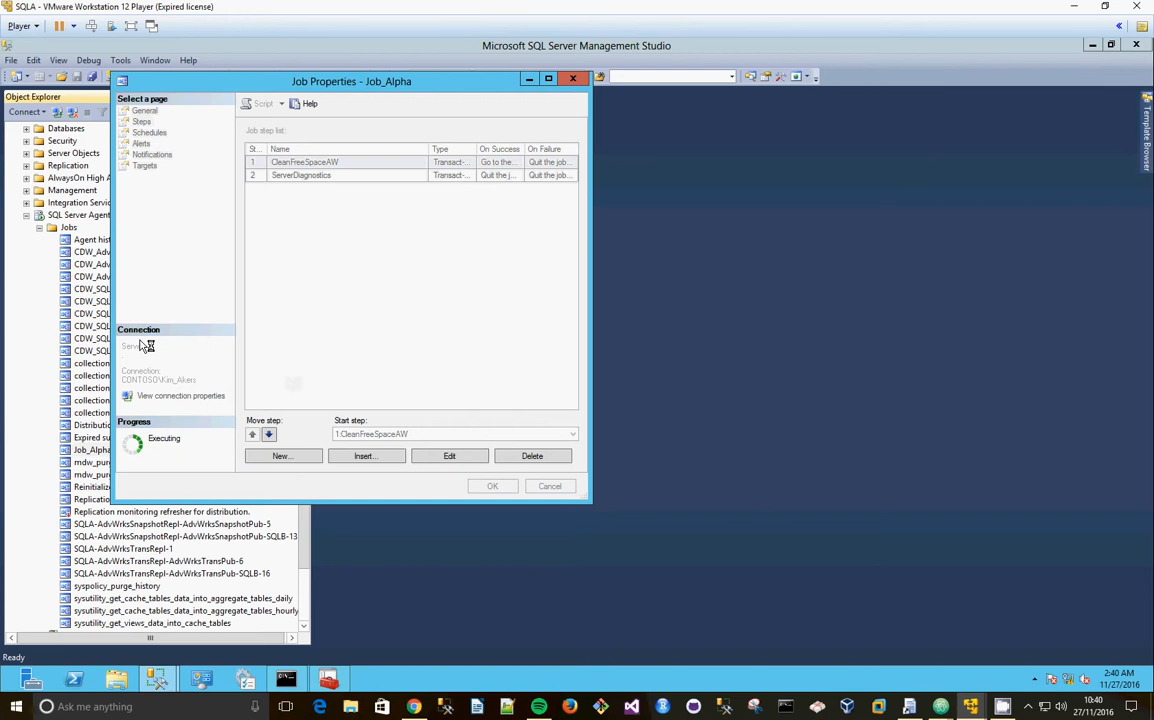 SQLA - VMware Workstation 12 Player (Expired license)
Player
Microsoft SQL Server Management Studio
File Edit View Debug Tools Window Help
Object Explorer
Connect
Databases
Security
Server Objects
Replication
AlwaysOn High A
Management
Integration Servic
SQL Server Agent
Jobs
Agent hist
CDW_Adv
CDW_Adv
CDW_Adv
CDW_SQL
CDW_SQL
CDW_SQL
CDW_SQL
CDW_SQL
CDW_SQL
collection
collection
collection
collection
collection
Distributi
Expired su
Job_Alpha
mdw_purg
mdw_purg
Reinitializ
Replication
Replication monitoring refresher for distribution.
SQLA-AdvWrksSnapshotRepl-AdvWrksSnapshotPub-5
SQLA-AdvWrksSnapshotRepl-AdvWrksSnapshotPub-SQLB-13
SQLA-AdvWrksTransRepl-1
SQLA-AdvWrksTransRepl-AdvWrksTransPub-6
SQLA-AdvWrksTransRepl-AdvWrksTransPub-SQLB-16
syspolicy_purge_history
sysutility_get_cache_tables_data_into_aggregate_tables_daily
sysutility_get_cache_tables_data_into_aggregate_tables_hourly
sysutility_get_views_data_into_cache_tables
Job Properties - Job_Alpha
Select a page
General
Steps
Schedules
Alerts
Notifications
Targets
Connection
Connection:
CONTOSO\Kim_Akers
View connection properties
Progress
Executing
Script Help
Job step list:
St... Name Type On Success On Failure
1 CleanFreeSpaceAW Transact-... Go to the... Quit the job...
2 ServerDiagnostics Transact-... Quit the j... Quit the job...
Move step: Start step:
1:CleanFreeSpaceAW
New... Insert... Edit Delete
OK Cancel
Template Browser
Ready
2:40 AM
11/27/2016
Ask me anything
10:40
27/11/2016